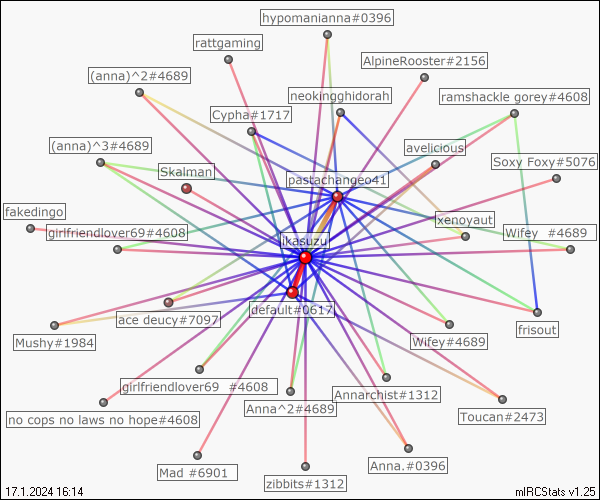 hypomanianna#0396
rattgaming
AlpineRooster#2156
(anna)^2#4689
neokingghidorah
ramshackle gorey#4608
Cypha#1717
(anna)^3#4689
avelicious
Soxy Foxy#5076
Skalman
pastachangeo41
fakedingo
girlfriendlover69#4608
xenoyaut
Wifey  #4689
ikasuzu
ace deucy#7097
default#0617
frisout
Mushy#1984
Wifey#4689
girlfriendlover69  #4608
Annarchist#1312
no cops no laws no hope#4608
Anna^2#4689
Toucan#2473
Mad #6901
Anna.#0396
zibbits#1312
17.1.2024 16:14
mIRCStats v1.25